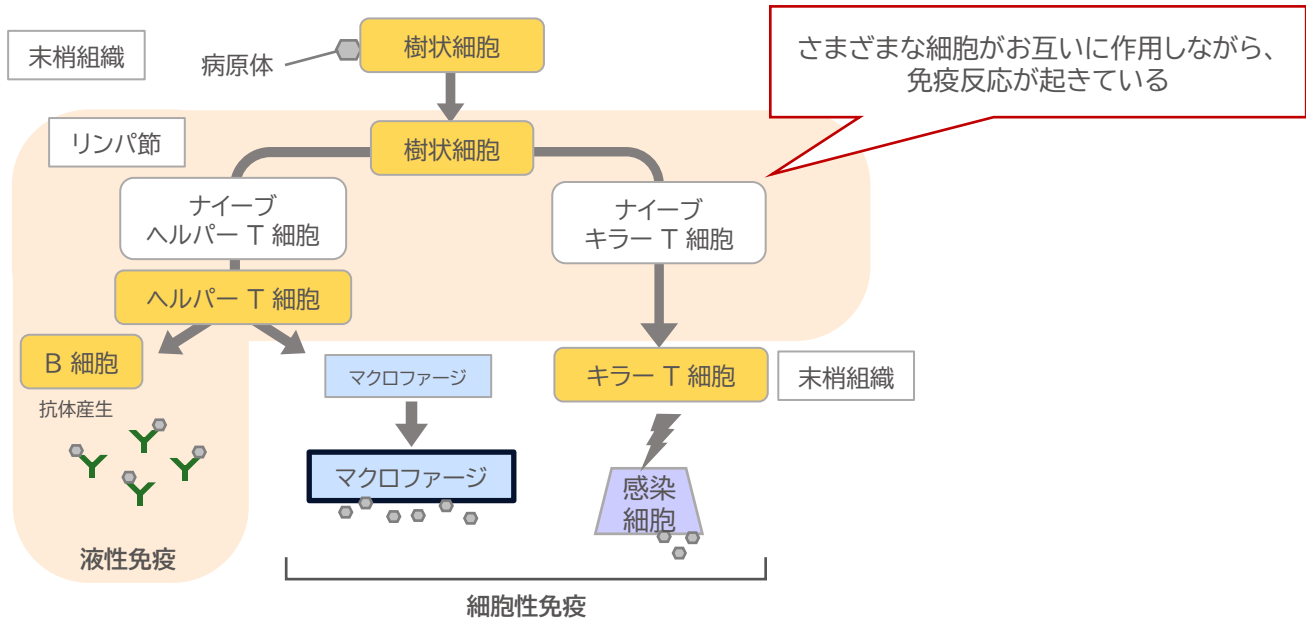 末梢組織
病原体
樹状細胞
さまざまな細胞がお互いに作用しながら、
免疫反応が起きている
リンパ節
樹状細胞
ナイーブ
ヘルパー T 細胞
ナイーブ
キラー T 細胞
ヘルパー T 細胞
B 細胞
抗体産生
マクロファージ
キラー T 細胞
末梢組織
マクロファージ
感染
細胞
液性免疫
細胞性免疫